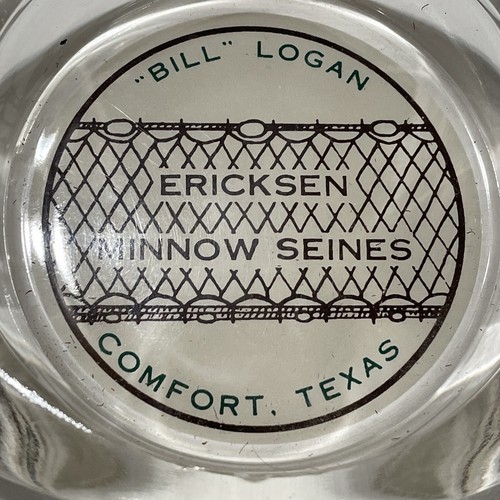 "BILL" LOGAN
ERICKSEN
MINNOW SEINES
COMFORT, TEXAS